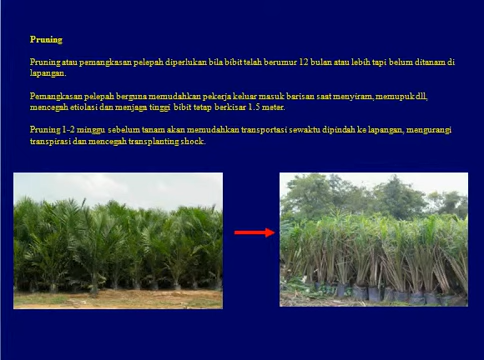 Pruning
Pruning atau pemangkasan pelepah diperlukan bila bibit telah berumur 12 bulan atau lebih tapi belum ditanam di
lapangan.
Pemangkasan pelepah berguna memudahkan pekerja keluar masuk barisan saat menyiram, memupuk dll,
mencegah etiolasi dan menjaga tinggi bibit tetap berkisar 1.5 meter.
Pruning 1-2 minggu sebelum tanam akan memudahkan transportasi sewaktu dipindah ke lapangan, mengurangi
transpirasi dan mencegah transplanting shock.